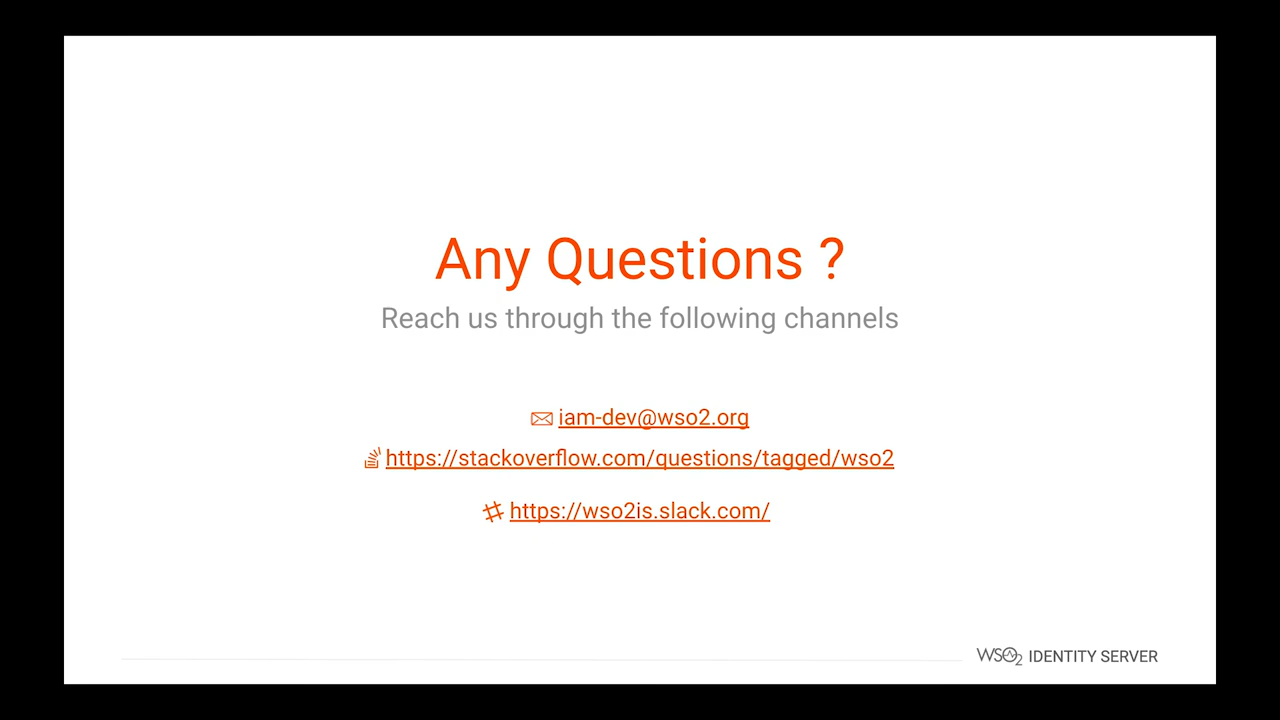 Any Questions ?
Reach us through the following channels
iam-dev@wso2.org
https://stackoverflow.com/questions/tagged/wso2
https://wso2is.slack.com/
WSO2 IDENTITY SERVER